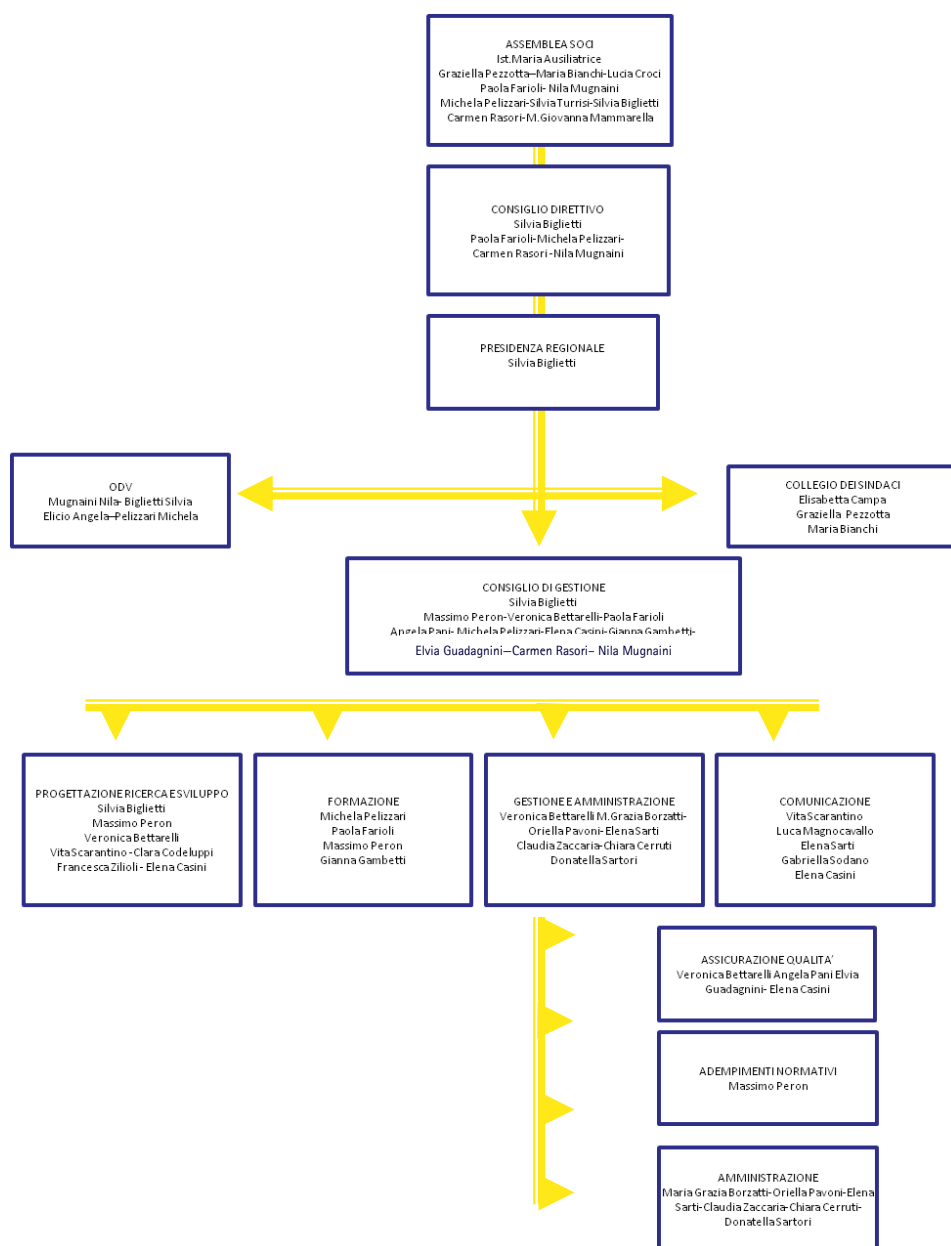 ASSEMBLEA SOCI
Ist.Maria Ausiliatrice
Graziella Pezzotta—Maria Bianchi-Lucia Croci
Paola Farioli- Nila Mugnaini
Michela Pelizzari-Silvia Turrisi-Silvia Biglietti
Carmen Rasori-M.Giovanna Mammarella
CONSIGLIO DIRETTIVO
Silvia Biglietti
Paola Farioli-Michela Pelizzari-
Carmen Rasori -Nila Mugnaini
PRESIDENZA REGIONALE
Silvia Biglietti
ODV
Mugnaini Nila- Biglietti Silvia
Elicio Angela—Pelizzari Michela
COLLEGIO DEI SINDACI
Elisabetta Campa
Graziella Pezzotta
Maria Bianchi
CONSIGLIO DI GESTIONE
Silvia Biglietti
Massimo Peron-Veronica Bettarelli-Paola Farioli
Angela Pani- Michela Pelizzari-Elena Casini-Gianna Gambetti-
Elvia Guadagnini—Carmen Rasori– Nila Mugnaini
PROGETTAZIONE RICERCA E SVILUPPO
Silvia Biglietti
Massimo Peron
Veronica Bettarelli
Vita Scarantino -Clara Codeluppi
Francesca Zilioli - Elena Casini
FORMAZIONE
Michela Pelizzari
Paola Farioli
Massimo Peron
Gianna Gambetti
GESTIONE E AMMINISTRAZIONE
Veronica Bettarelli M.Grazia Borzatti-
Oriella Pavoni- Elena Sarti
Claudia Zaccaria-Chiara Cerruti
Donatella Sartori
COMUNICAZIONE
Vita Scarantino
Luca Magnocavallo
Elena Sarti
Gabriella Sodano
Elena Casini
ASSICURAZIONE QUALITA’
Veronica Bettarelli Angela Pani Elvia
Guadagnini- Elena Casini
ADEMPIMENTI NORMATIVI
Massimo Peron
AMMINISTRAZIONE
Maria Grazia Borzatti-Oriella Pavoni-Elena
Sarti-Claudia Zaccaria-Chiara Cerruti-
Donatella Sartori